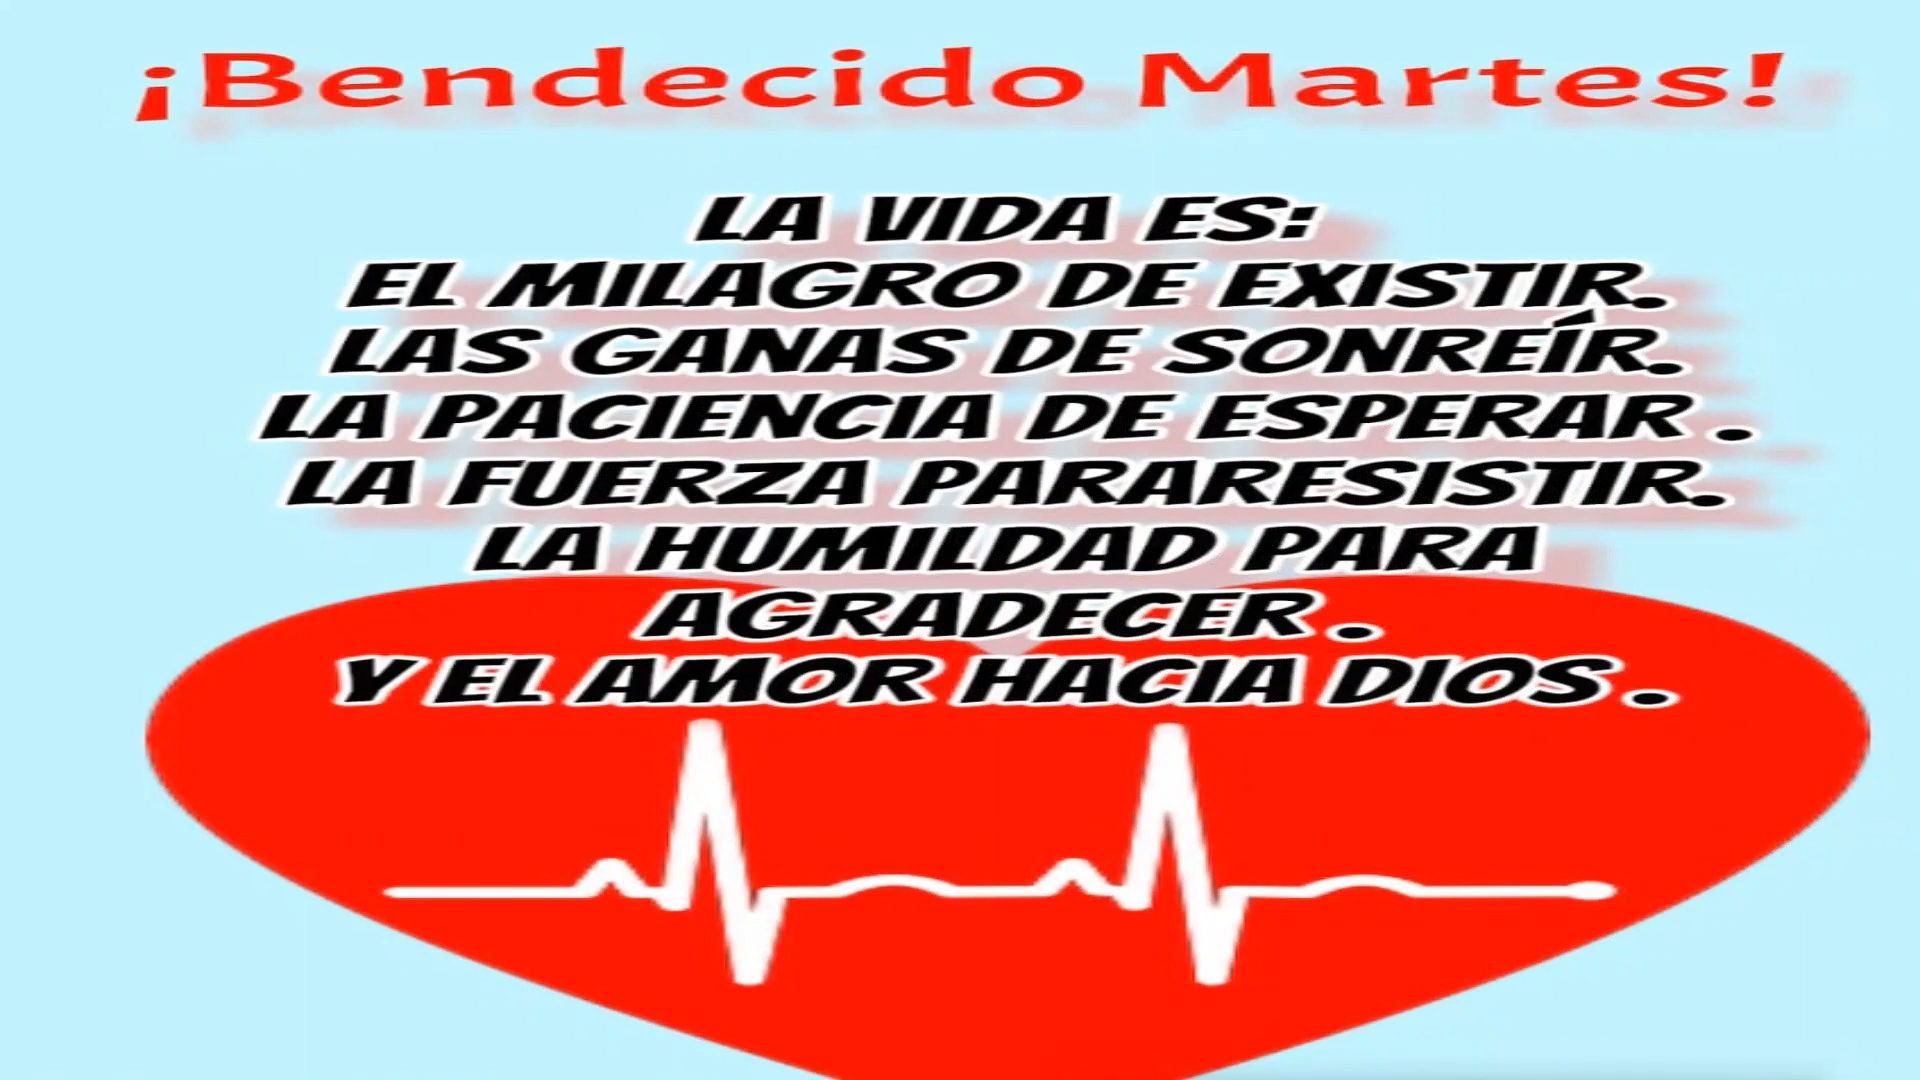 ¡Bendecido Martes!
LA VIDA ES:
EL MILAGRO DE EXISTIR.
LAS GANAS DE SONREÍR.
LA PACIENCIA DE ESPERAR .
LA FUERZA PARARESISTIR.
LA HUMILDAD PARA
AGRADECER .
Y EL AMOR HACIA DIOS .